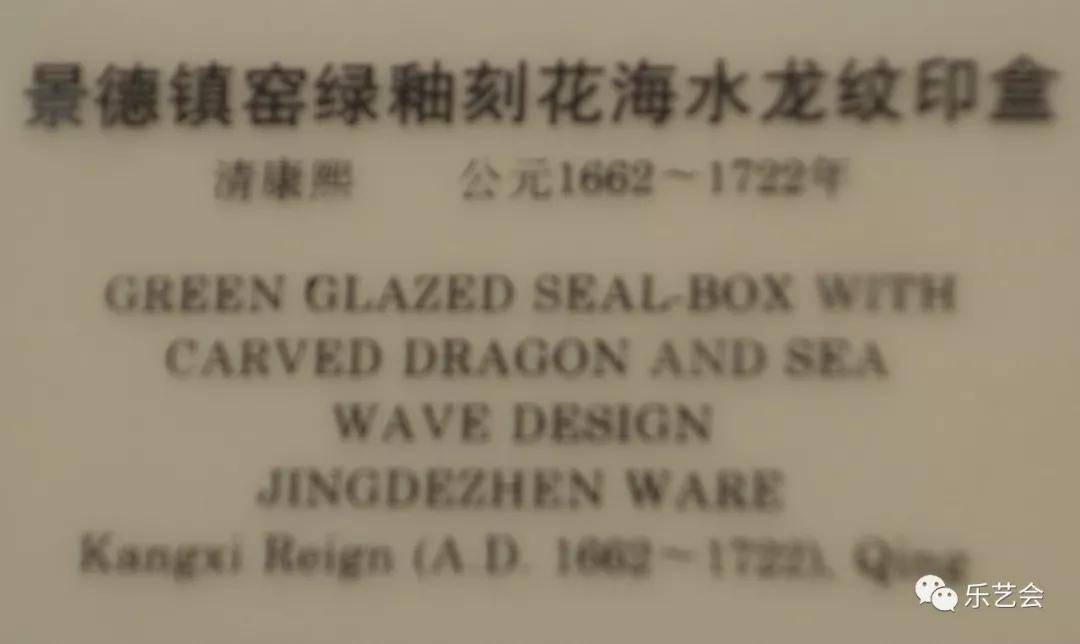 景德镇窑绿釉刻花海水龙纹印盒
清康熙 公元1662～1722年
GREEN GLAZED SEAL-BOX WITH
CARVED DRAGON AND SEA
WAVE DESIGN
JINGDEZHEN WARE
Kangxi Reign (A.D. 1662～1722), Qing
乐艺会